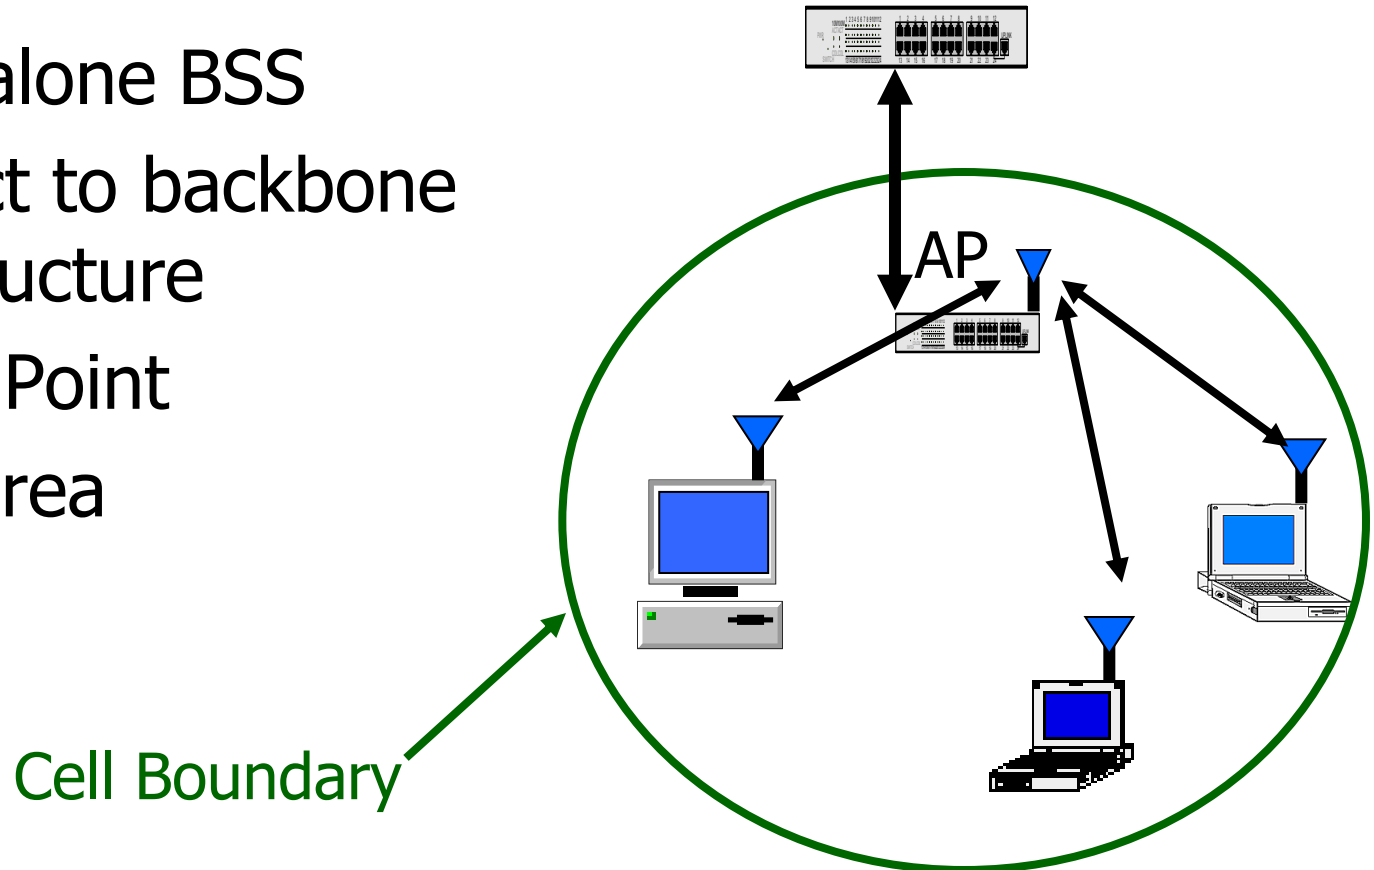 alone BSS
ct to backbone
ucture
Point
rea
AP
Cell Boundary